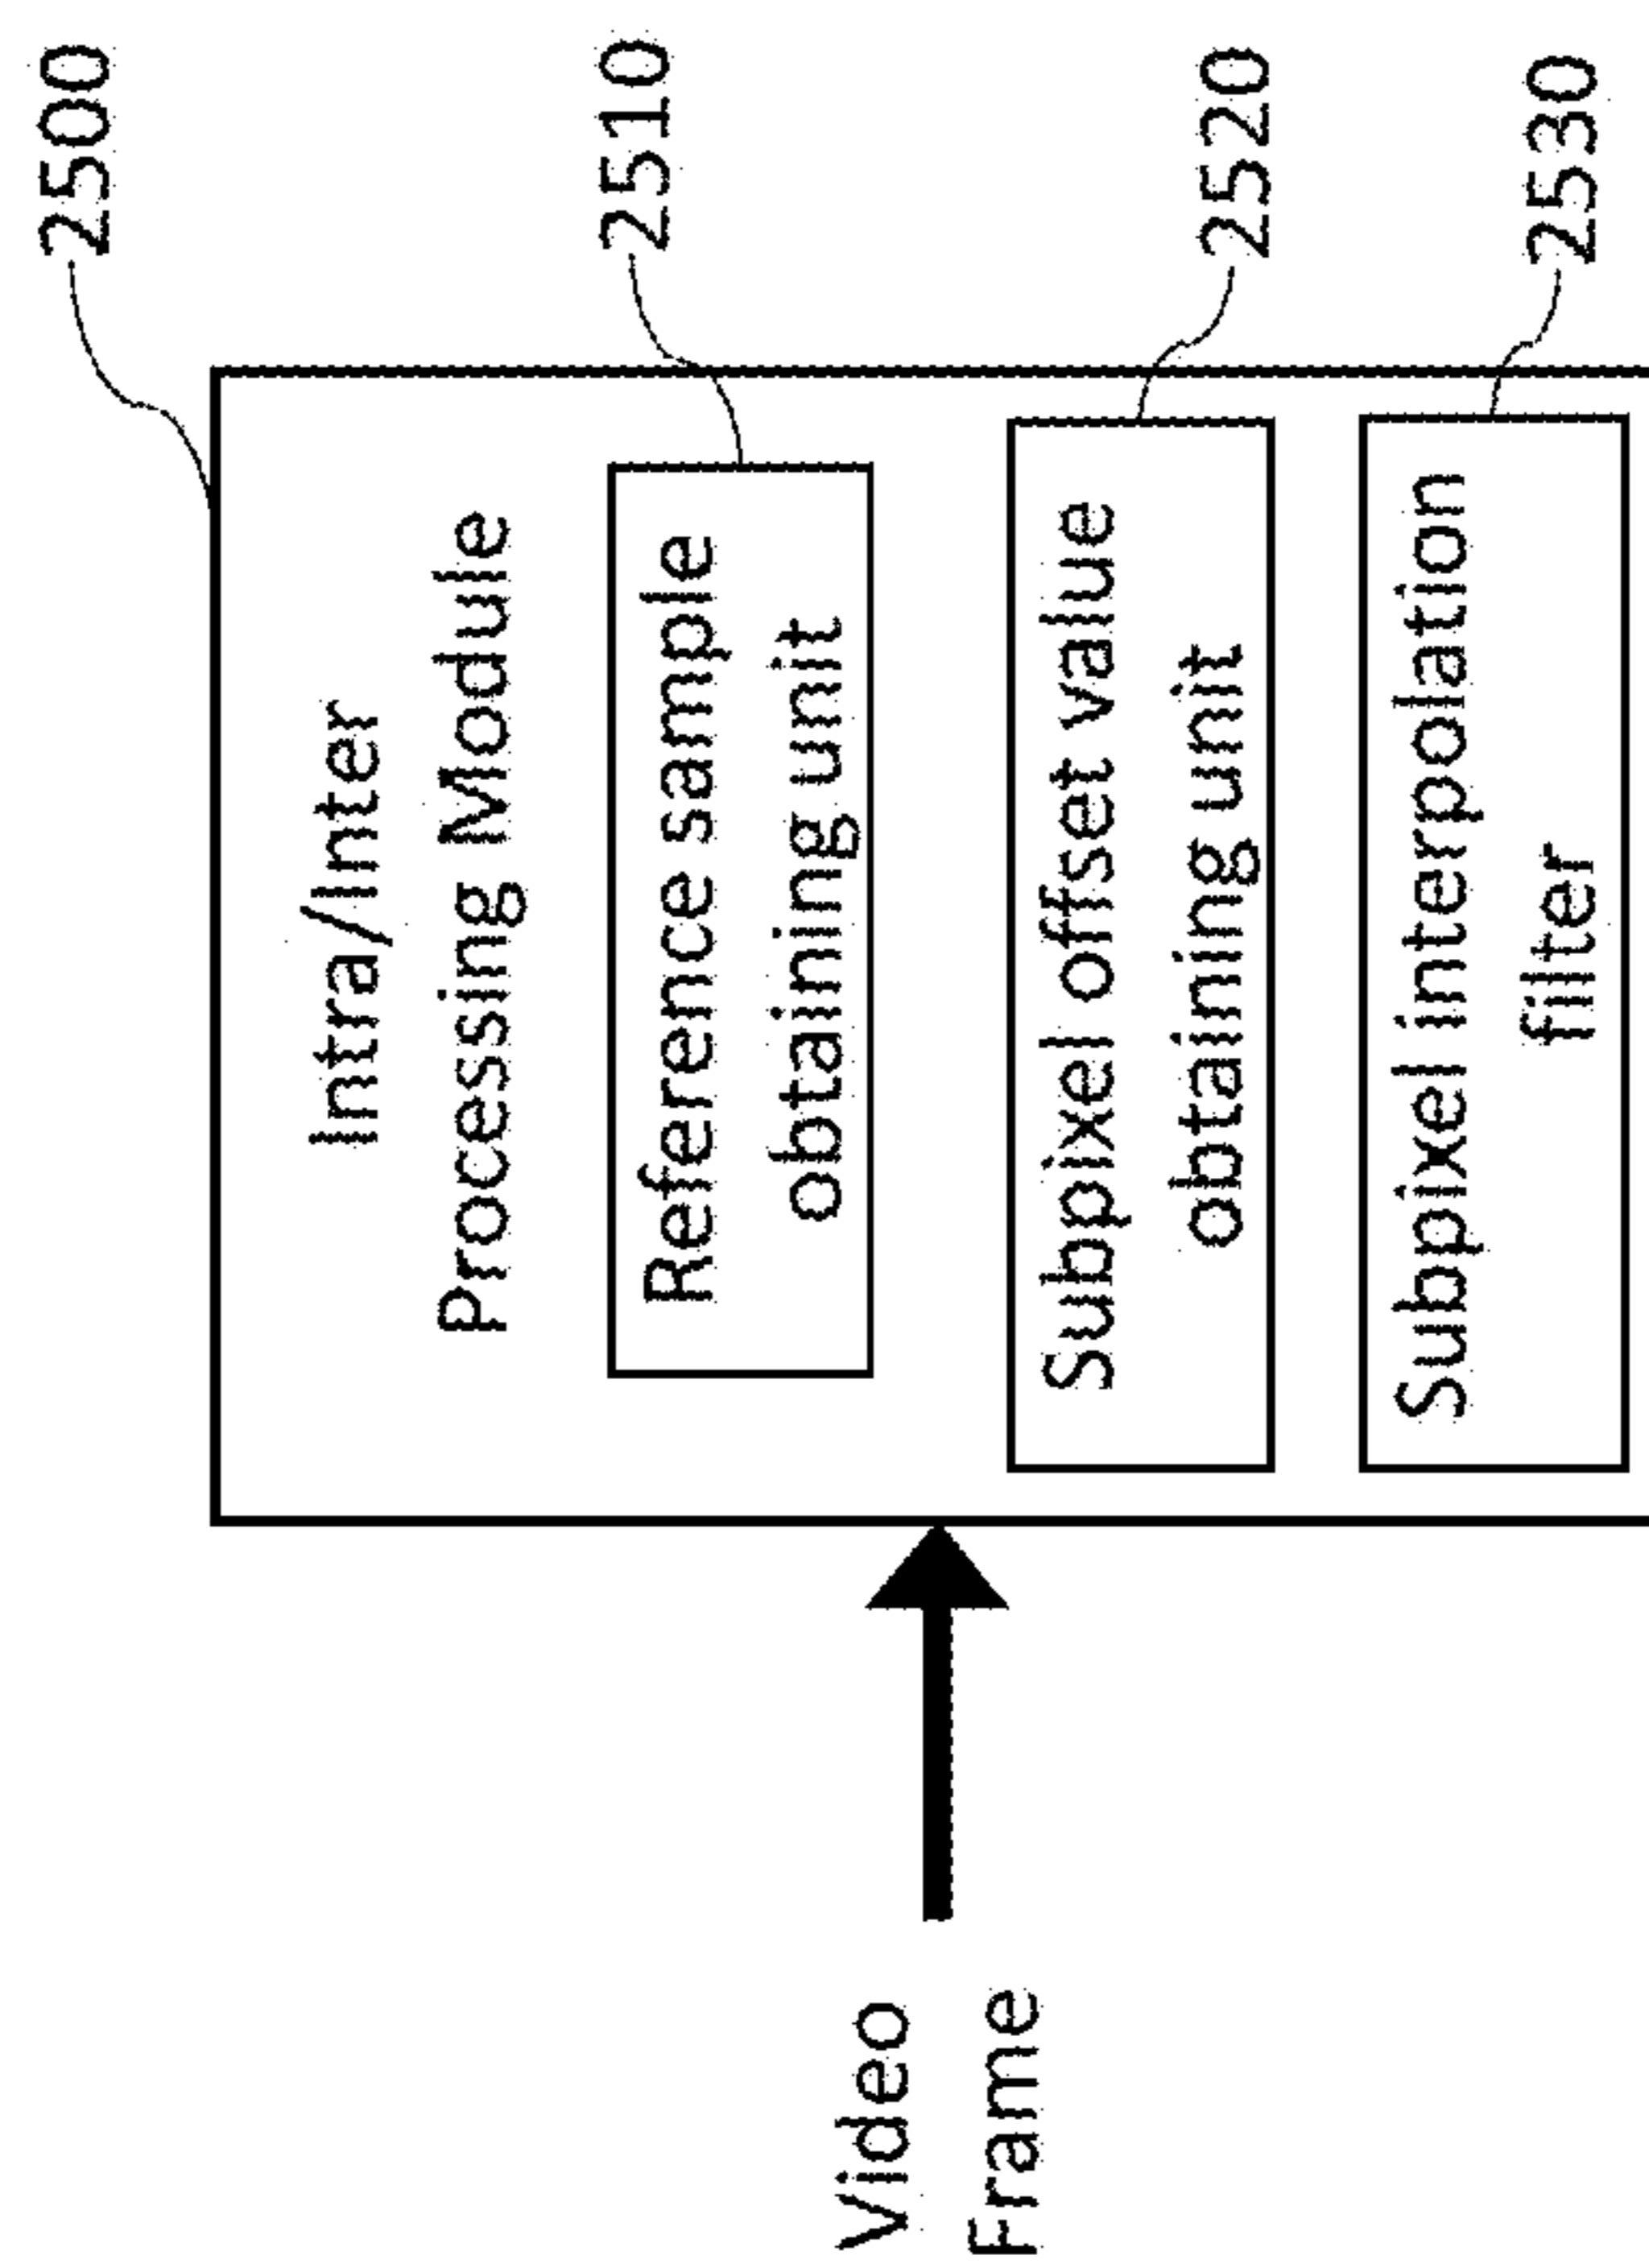 2500
Intra/Inter
Processing Module
2510
Reference sample
obtaining unit
2520
Subpixel offset value
obtaining unit
2530
Subpixel interpolation
filter
Video
Frame